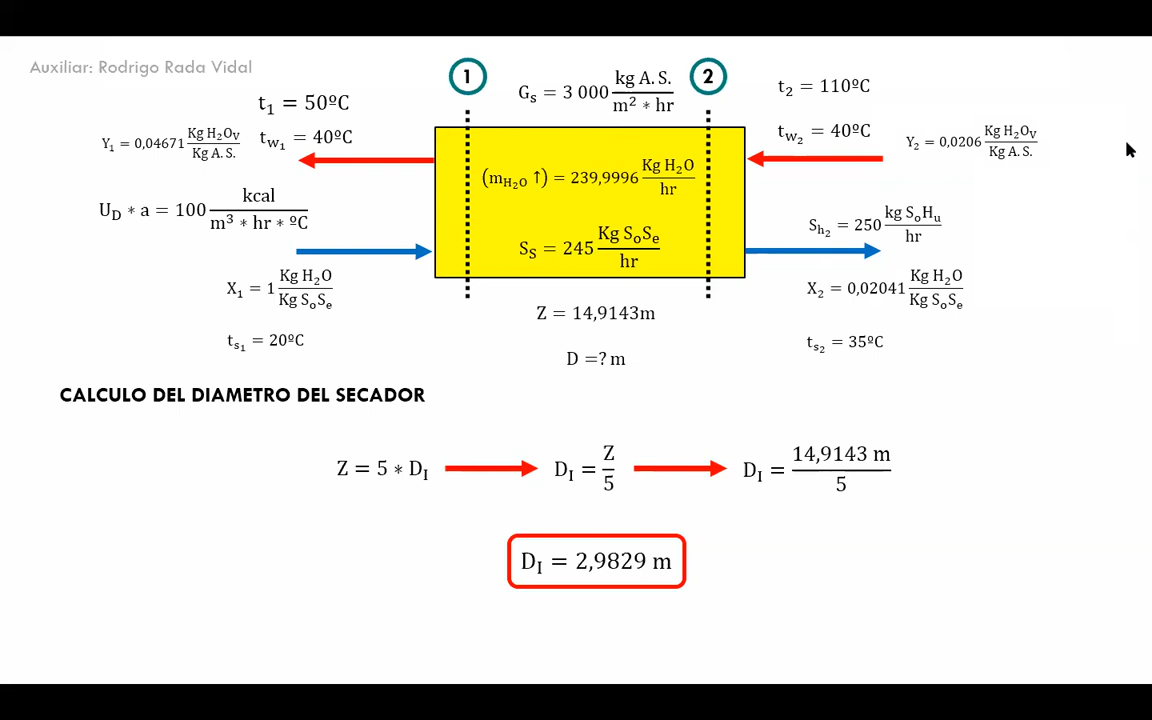 Auxiliar: Rodrigo Rada Vidal
1
2
G_s = 3 000 kg A. S. / m² ∗ hr
t₁ = 50ºC
t_w₁ = 40ºC
Y₁ = 0,04671 Kg H₂O_V / Kg A. S.
t₂ = 110ºC
t_w₂ = 40ºC
Y₂ = 0,0206 Kg H₂O_V / Kg A. S.
(m_H₂O ↑) = 239,9996 Kg H₂O / hr
U_D ∗ a = 100 kcal / m³ ∗ hr ∗ ºC
S_S = 245 Kg S_oS_e / hr
S_h₂ = 250 kg S_oH_u / hr
X₁ = 1 Kg H₂O / Kg S_oS_e
X₂ = 0,02041 Kg H₂O / Kg S_oS_e
Z = 14,9143m
t_s₁ = 20ºC
t_s₂ = 35ºC
D =? m
CALCULO DEL DIAMETRO DEL SECADOR
Z = 5 ∗ D_I
D_I = Z / 5
D_I = 14,9143 m / 5
D_I = 2,9829 m